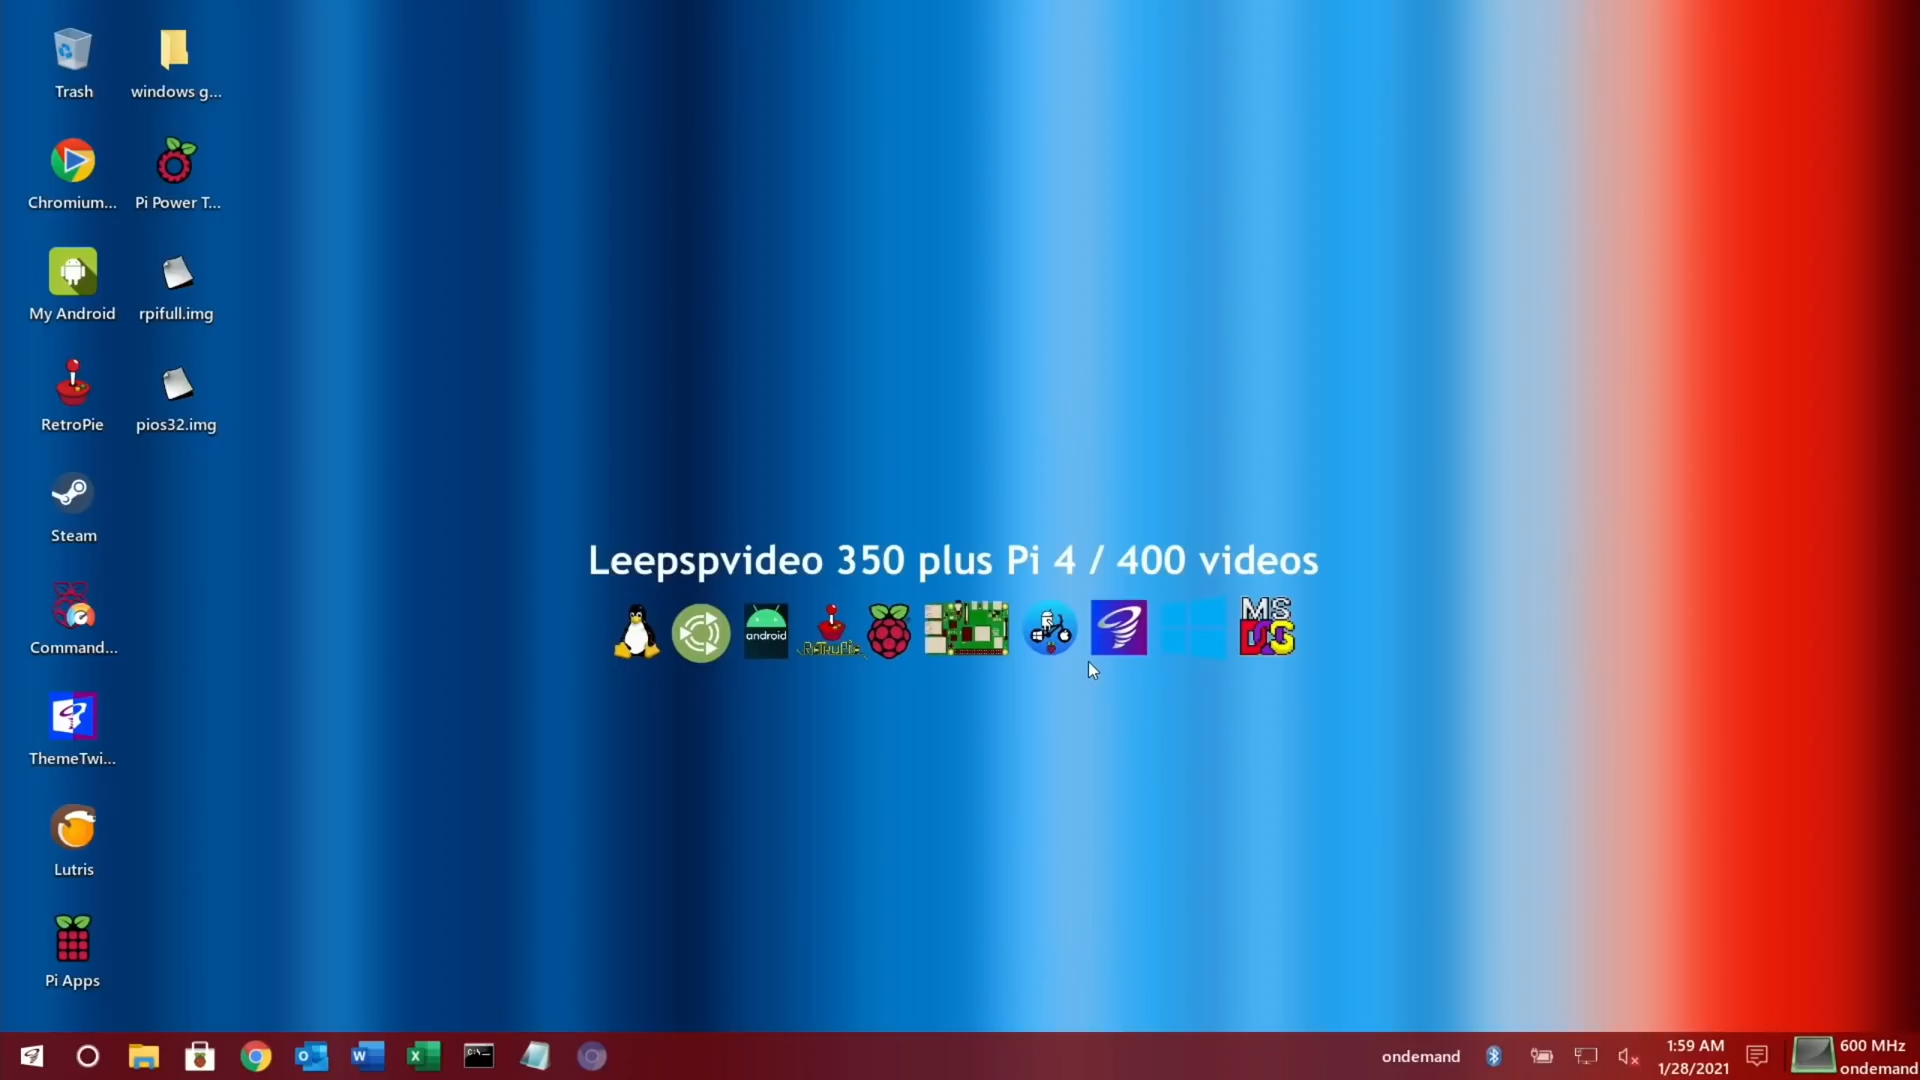 Trash
windows g...
Chromium...
Pi Power T...
My Android
rpifull.img
RetroPie
pios32.img
Steam
Command...
ThemeTwi...
Lutris
Pi Apps
Leepspvideo 350 plus Pi 4 / 400 videos
android
RETROPIE
MS
DOS
ondemand
1:59 AM
1/28/2021
600 MHz
ondemand